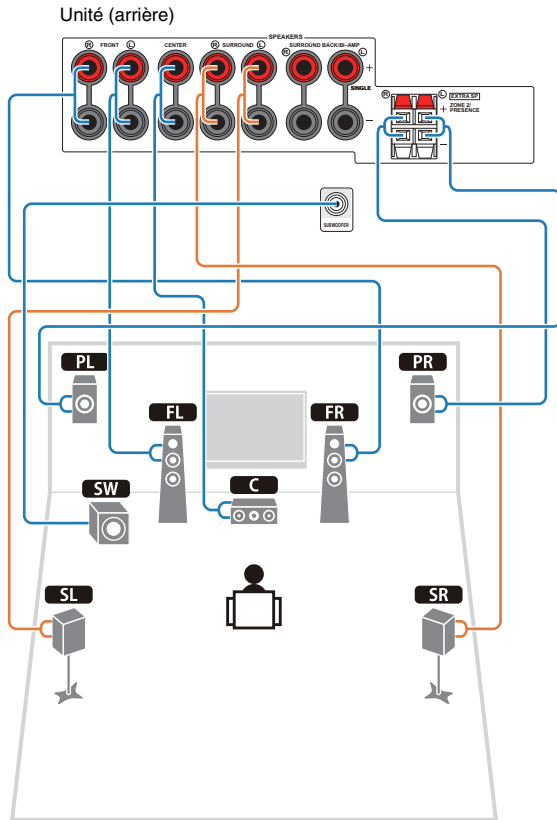 Unité (arrière)
SPEAKERS
R FRONT L CENTER R SURROUND L SURROUND BACK/BI–AMP
R L
+
SINGLE
–
R L EXTRA SP
+ ZONE 2/
PRESENCE
–
SUBWOOFER
PL PR
FL FR
SW C
SL SR